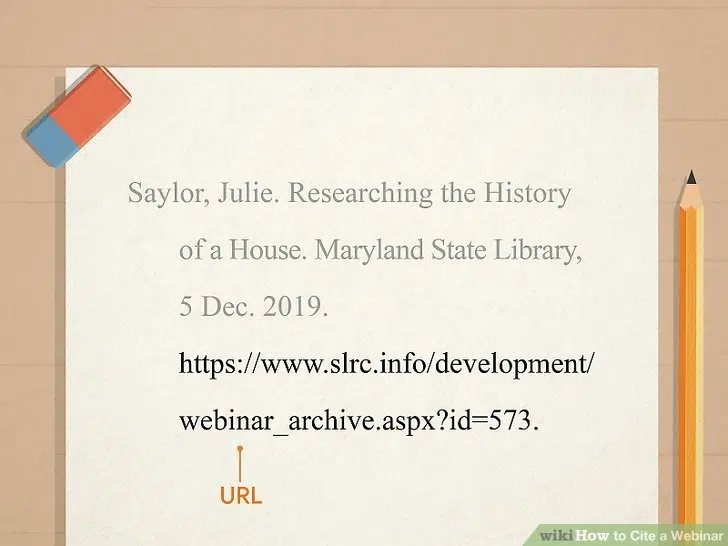 Saylor, Julie. Researching the History
of a House. Maryland State Library,
5 Dec. 2019.
https://www.slrc.info/development/
webinar_archive.aspx?id=573.
URL
wikiHow to Cite a Webinar